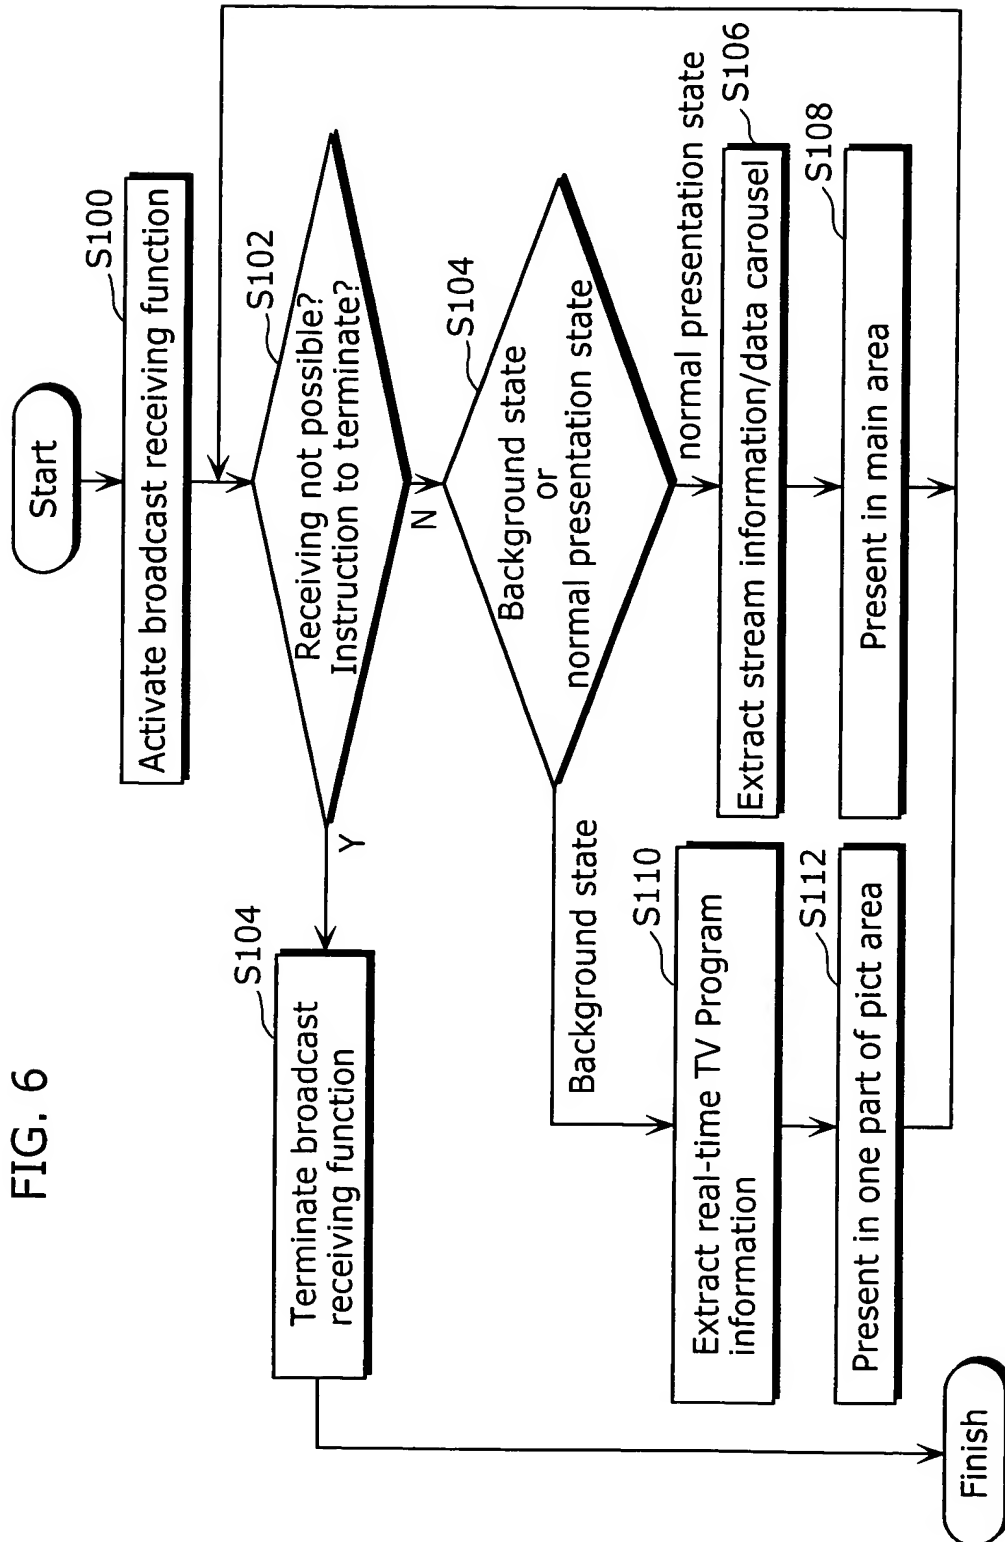 FIG. 6
Start
S100
Activate broadcast receiving function
S102
Receiving not possible?
Instruction to terminate?
Y
N
S104
Terminate broadcast
receiving function
S104
Background state
or
normal presentation state
normal presentation state
Background state
S106
Extract stream information/data carousel
S108
Present in main area
S110
Extract real-time TV Program
information
S112
Present in one part of pict area
Finish